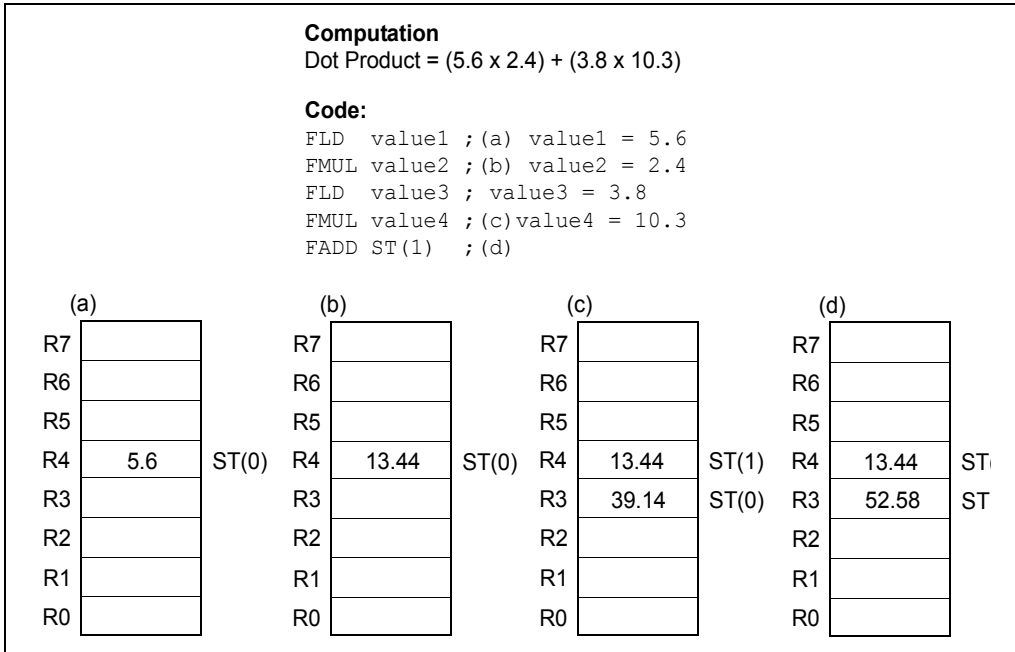 Computation
Dot Product = (5.6 x 2.4) + (3.8 x 10.3)
Code:
FLD  value1 ;(a) value1 = 5.6
FMUL value2 ;(b) value2 = 2.4
FLD  value3 ; value3 = 3.8
FMUL value4 ;(c)value4 = 10.3
FADD ST(1)  ;(d)
(a) (b) (c) (d)
R7 R7 R7 R7
R6 R6 R6 R6
R5 R5 R5 R5
R4 5.6 ST(0) R4 13.44 ST(0) R4 13.44 ST(1) R4 13.44 ST(
R3 R3 R3 39.14 ST(0) R3 52.58 ST
R2 R2 R2 R2
R1 R1 R1 R1
R0 R0 R0 R0